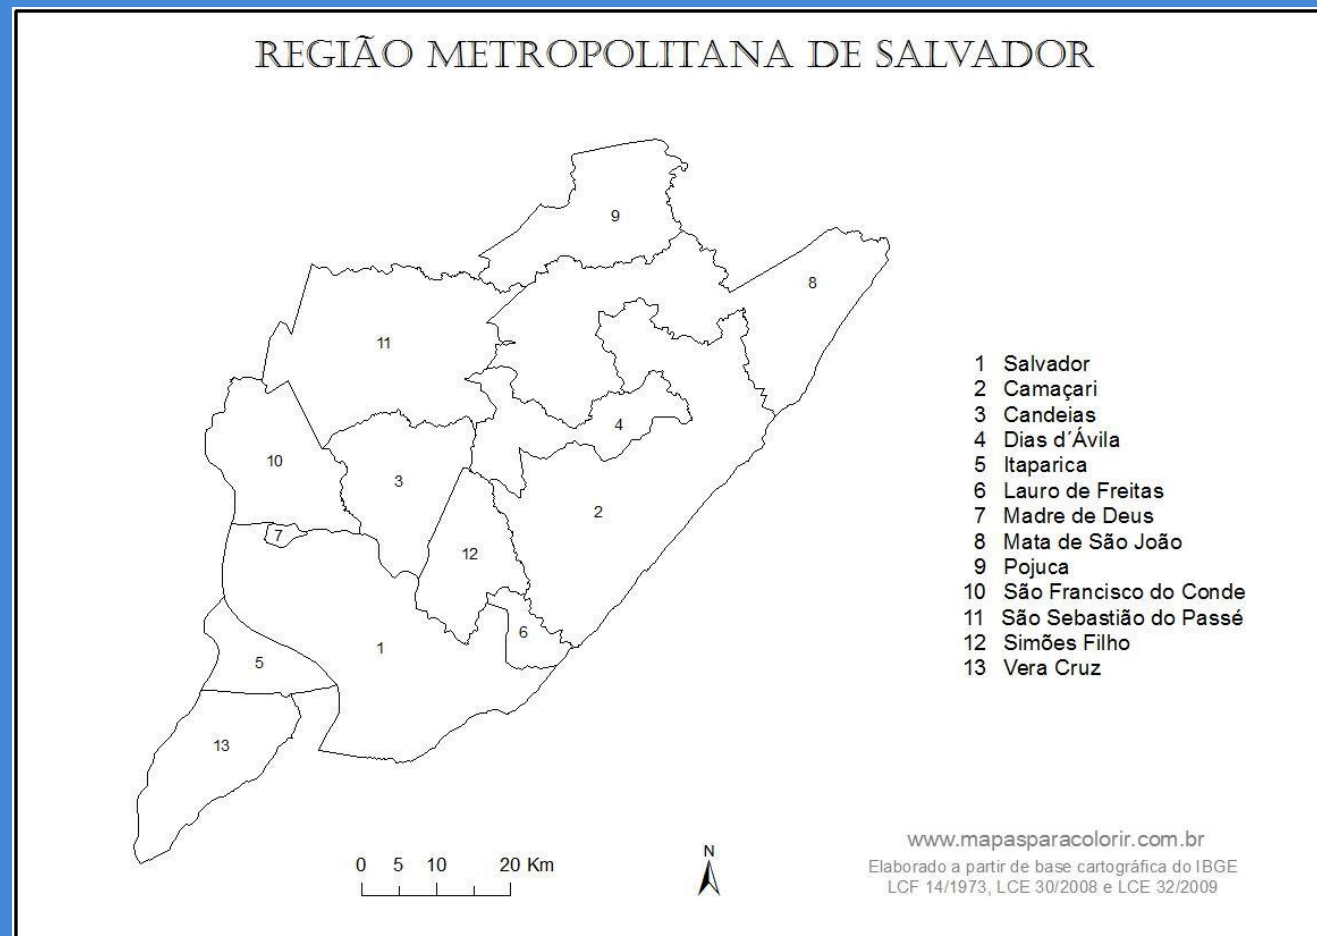 REGIÃO METROPOLITANA DE SALVADOR
9
8
11
4
10
3
2
7
12
6
1
5
13
1 Salvador
2 Camaçari
3 Candeias
4 Dias d´Ávila
5 Itaparica
6 Lauro de Freitas
7 Madre de Deus
8 Mata de São João
9 Pojuca
10 São Francisco do Conde
11 São Sebastião do Passé
12 Simões Filho
13 Vera Cruz
0 5 10 20 Km
N
www.mapasparacolorir.com.br
Elaborado a partir de base cartográfica do IBGE
LCF 14/1973, LCE 30/2008 e LCE 32/2009